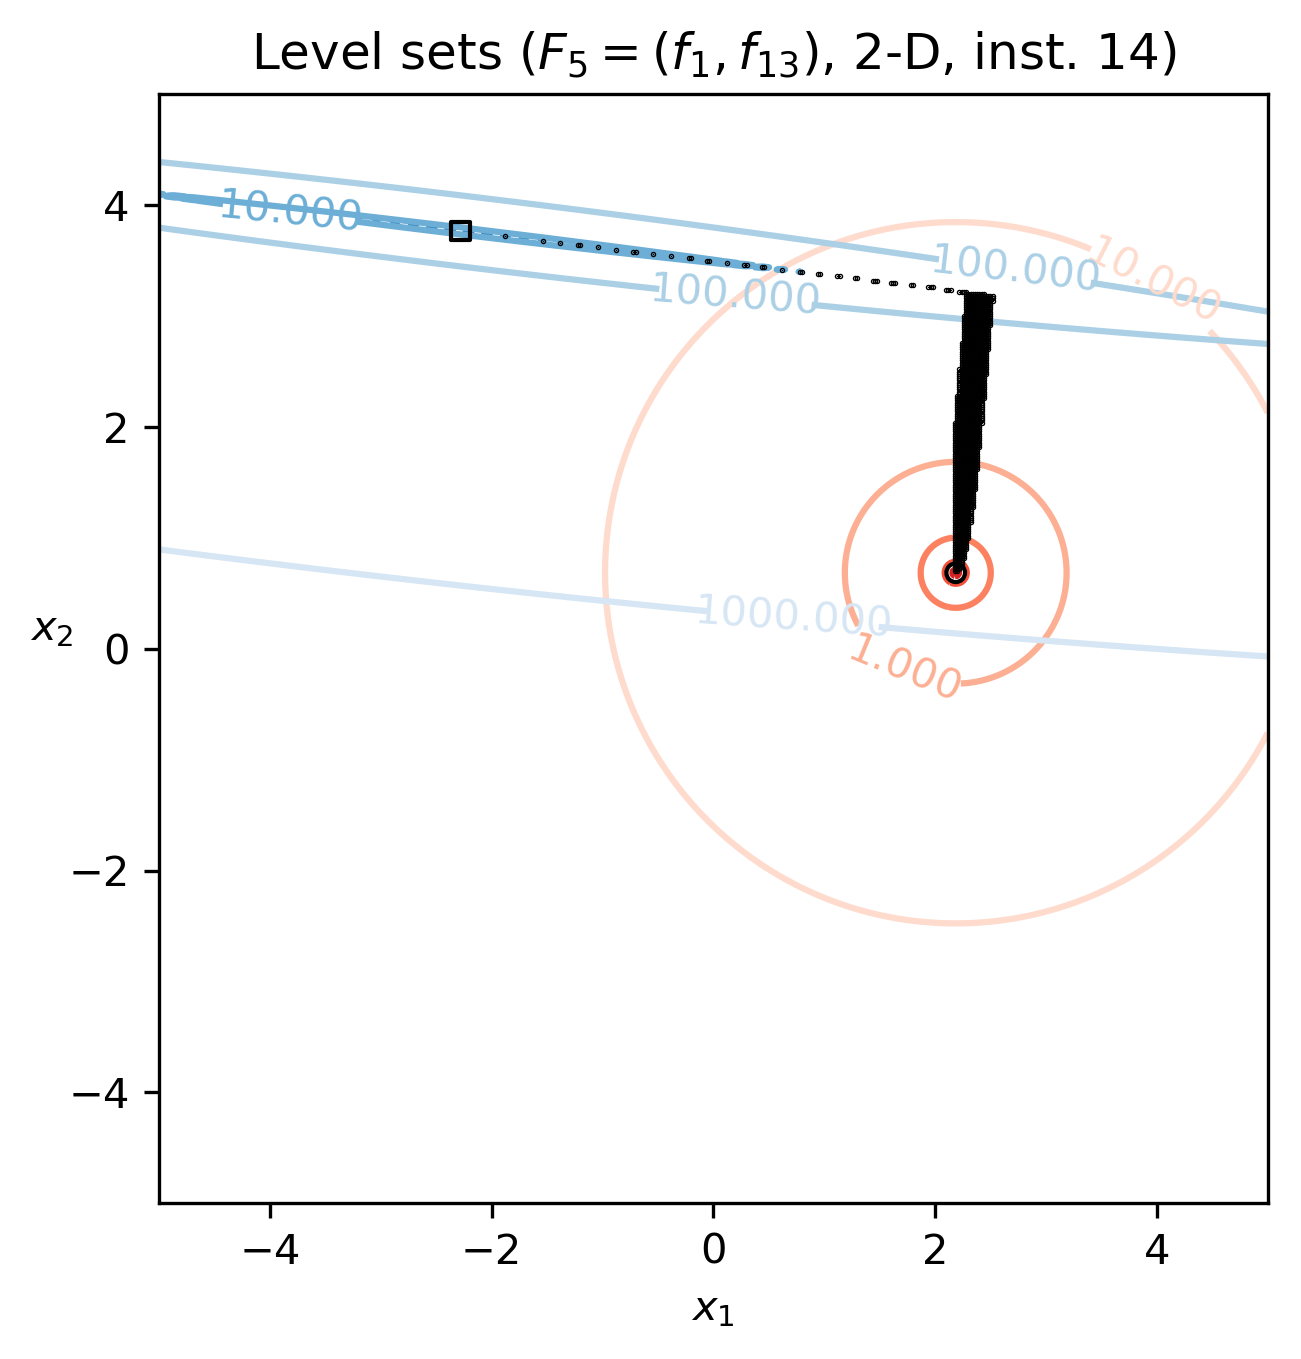 Level sets (F₅ = (f₁, f₁₃), 2-D, inst. 14)
10.000
100.000
10.000
100.000
1000.000
1.000
4
2
0
−2
−4
x₂
−4 −2 0 2 4
x₁